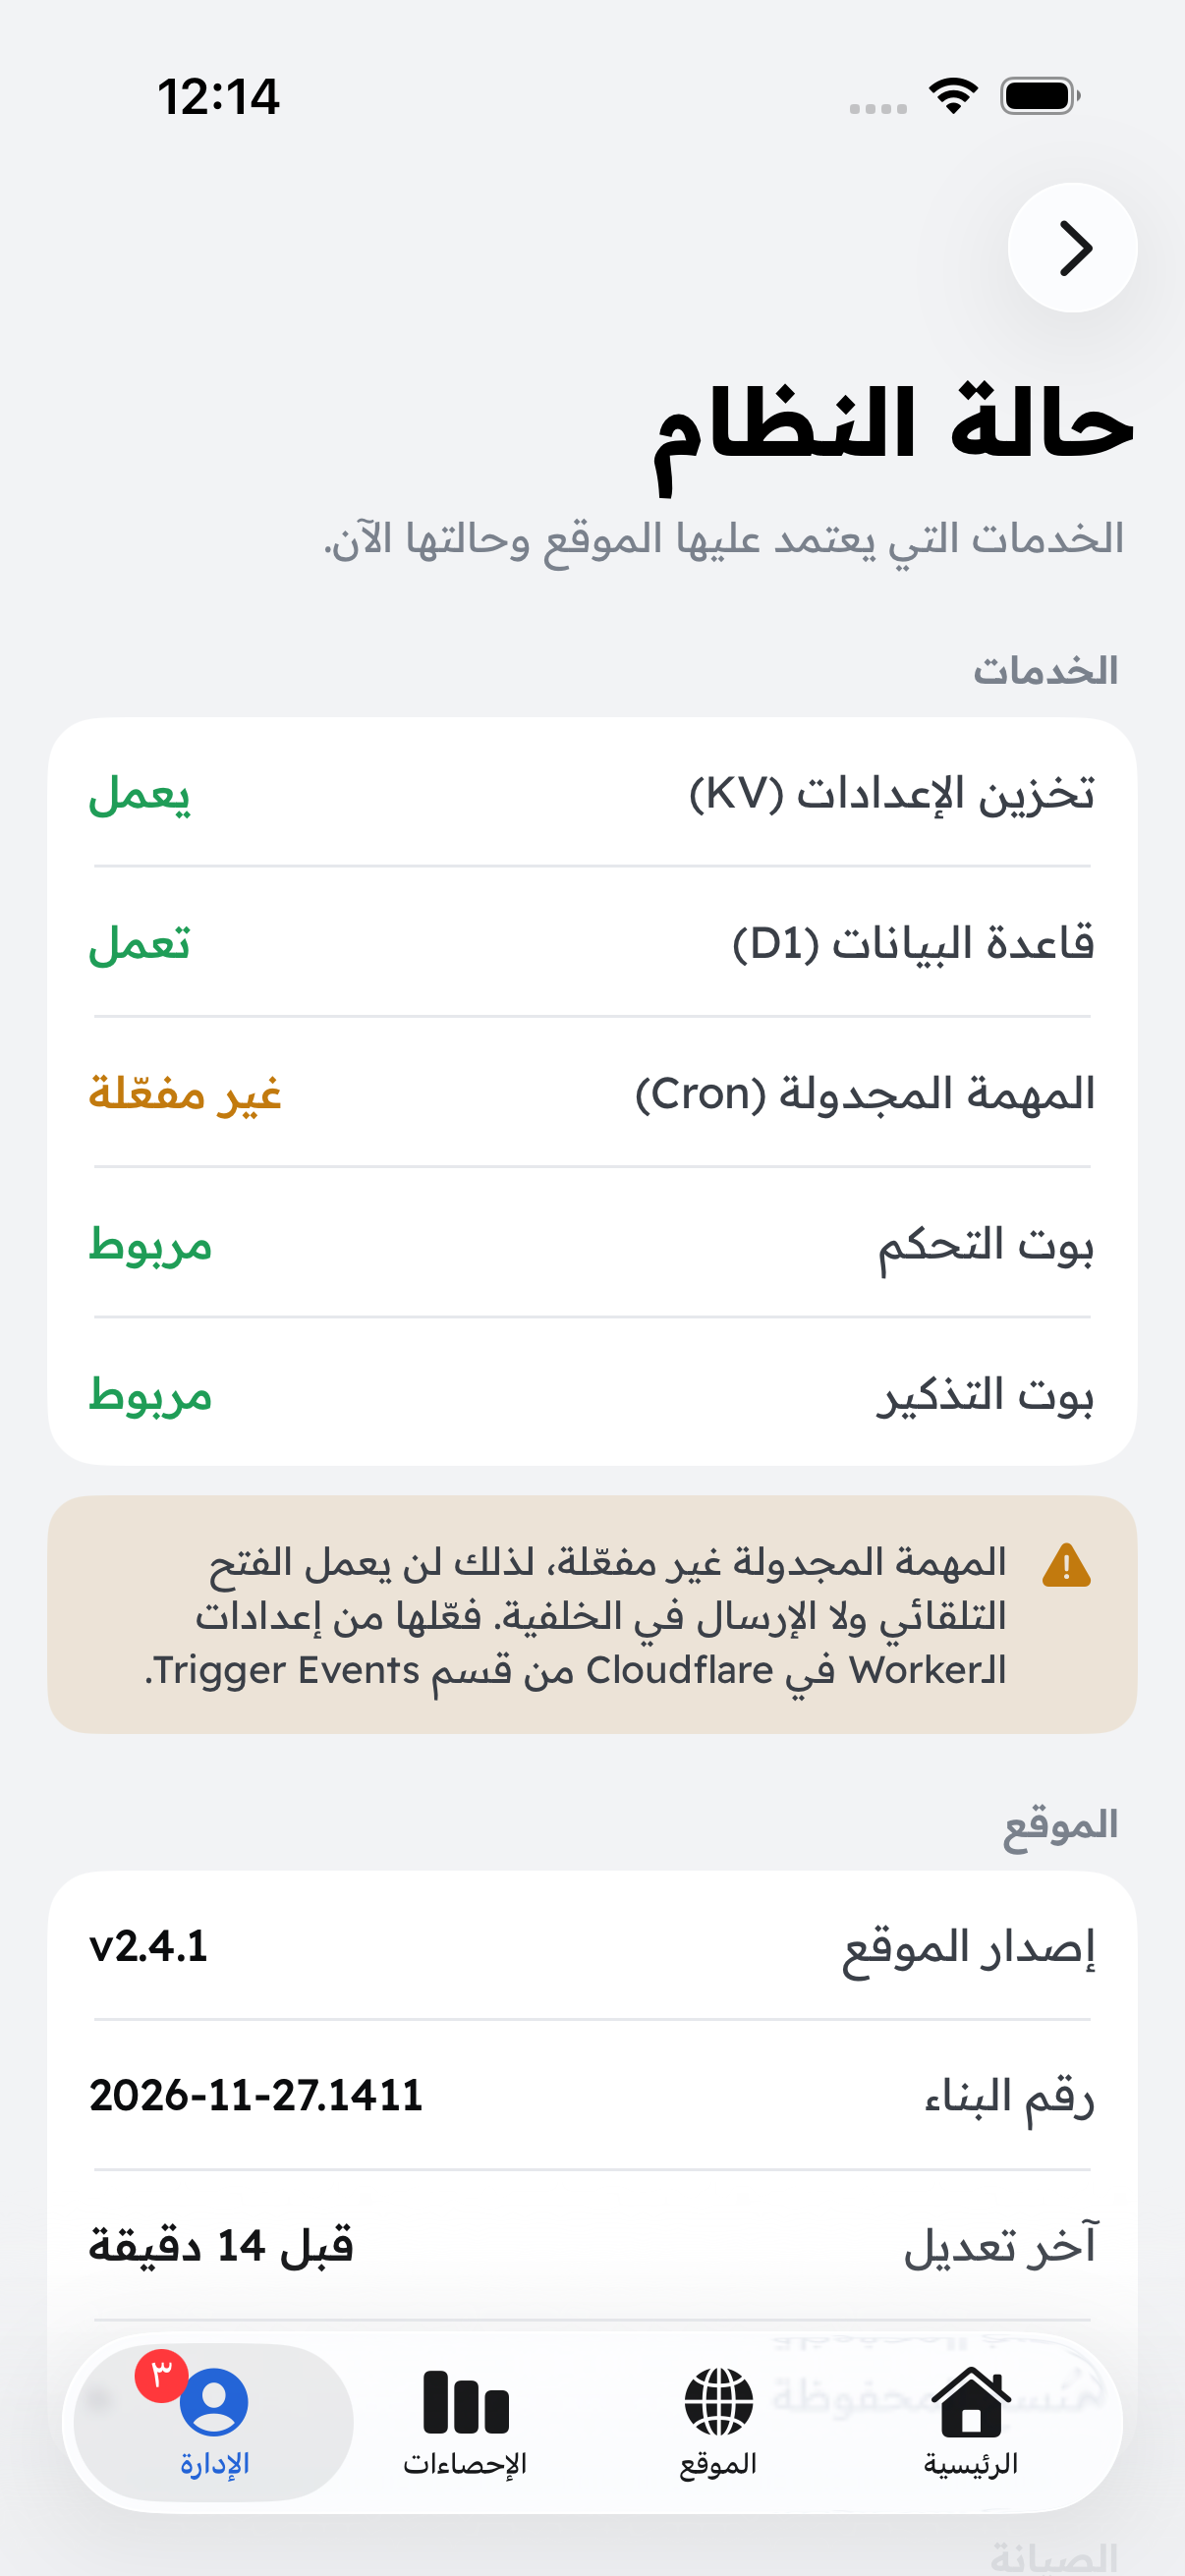 12:14
حالة النظام
الخدمات التي يعتمد عليها الموقع وحالتها الآن.
الخدمات
تخزين الإعدادات (KV) يعمل
قاعدة البيانات (D1) تعمل
المهمة المجدولة (Cron) غير مفعّلة
بوت التحكم مربوط
بوت التذكير مربوط
المهمة المجدولة غير مفعّلة، لذلك لن يعمل الفتح
التلقائي ولا الإرسال في الخلفية. فعّلها من إعدادات
الـWorker في Cloudflare من قسم Trigger Events.
الموقع
إصدار الموقع v2.4.1
رقم البناء 2026-11-27.1411
آخر تعديل قبل 14 دقيقة
المحفوظة
٣
الرئيسية الموقع الإحصاءات الإدارة
الصيانة